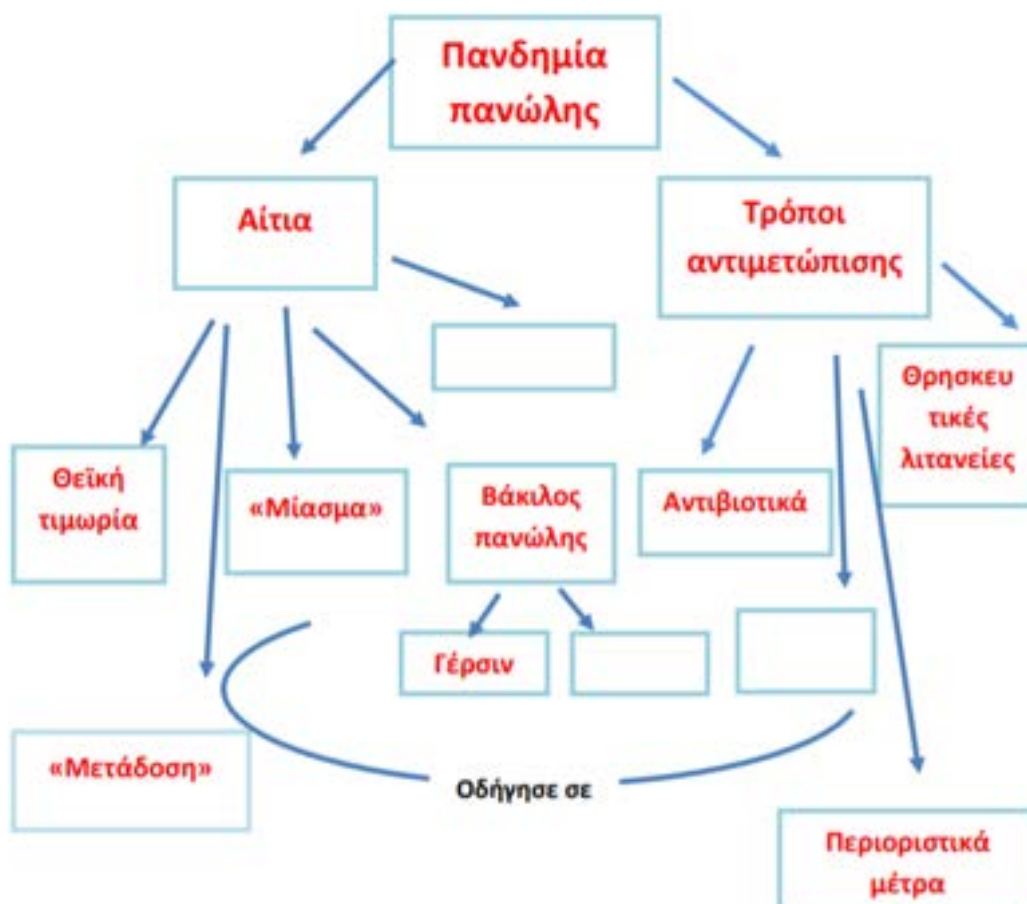 Πανδημία
πανώλης
Αίτια
Τρόποι
αντιμετώπισης
Θρησκευ
τικές
λιτανείες
Θεϊκή
τιμωρία
«Μίασμα»
Βάκιλος
πανώλης
Αντιβιοτικά
Γέρσιν
«Μετάδοση»
Οδήγησε σε
Περιοριστικά
μέτρα